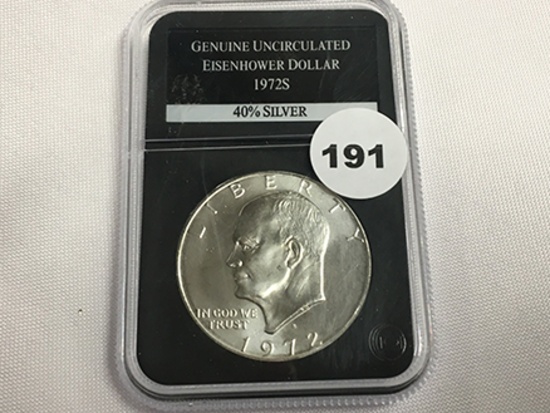 GENUINE UNCIRCULATED
EISENHOWER DOLLAR
1972S
40% SILVER
191
LIBERTY
IN GOD WE
TRUST
1972